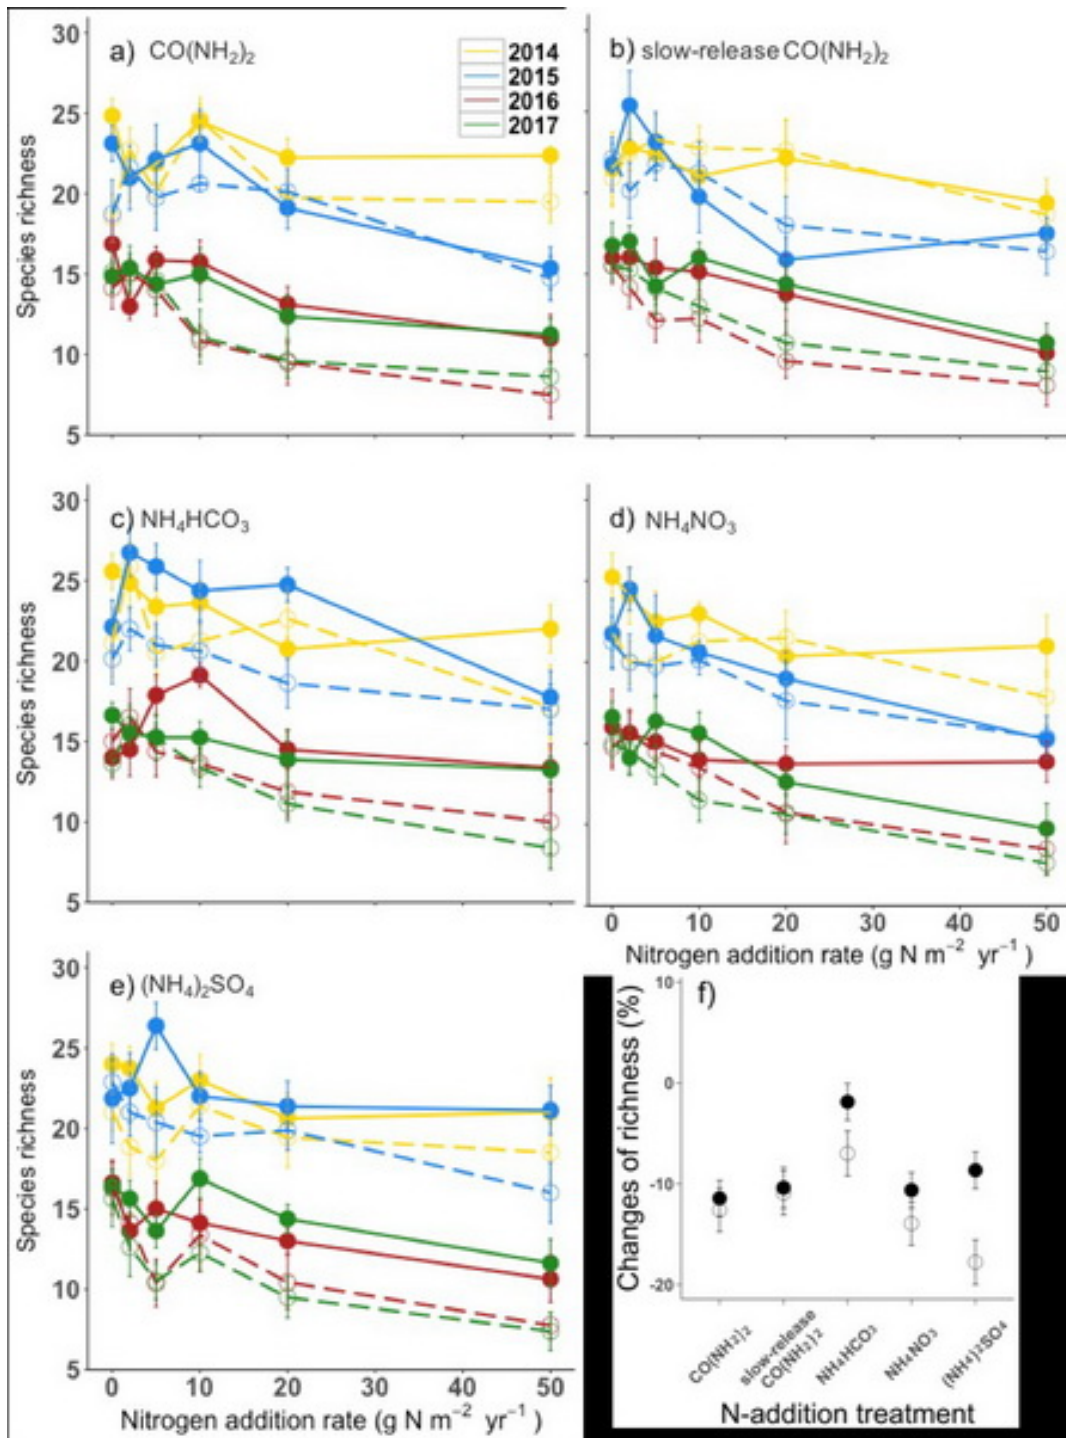 a) CO(NH₂)₂
2014
2015
2016
2017
30
25
20
15
10
5
Species richness
b) slow-release CO(NH₂)₂
c) NH₄HCO₃
30
25
20
15
10
5
Species richness
d) NH₄NO₃
0 10 20 30 40 50
Nitrogen addition rate (g N m⁻² yr⁻¹)
e) (NH₄)₂SO₄
30
25
20
15
10
5
Species richness
0 10 20 30 40 50
Nitrogen addition rate (g N m⁻² yr⁻¹)
f)
10
0
-10
-20
Changes of richness (%)
CO(NH₂)₂
slow-release
CO(NH₂)₂
NH₄HCO₃
NH₄NO₃
(NH₄)₂SO₄
N-addition treatment